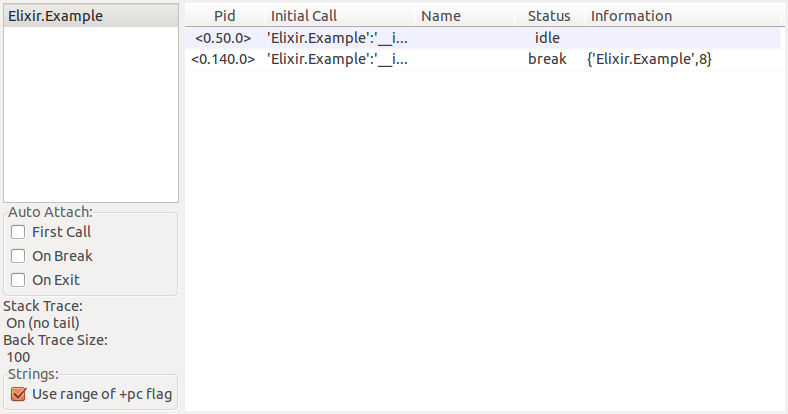 Elixir.Example
Auto Attach:
First Call
On Break
On Exit
Stack Trace:
On (no tail)
Back Trace Size:
100
Strings:
Use range of +pc flag
Pid Initial Call Name Status Information
<0.50.0> 'Elixir.Example':'__i... idle
<0.140.0> 'Elixir.Example':'__i... break {'Elixir.Example',8}